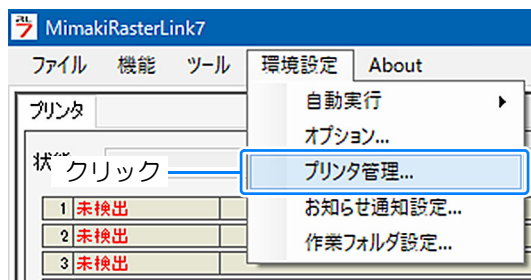 MimakiRasterLink7
ファイル 機能 ツール 環境設定 About
プリンタ
自動実行
オプション...
状態
クリック
プリンタ管理...
1 未検出
お知らせ通知設定...
2 未検出
作業フォルダ設定...
3 未検出